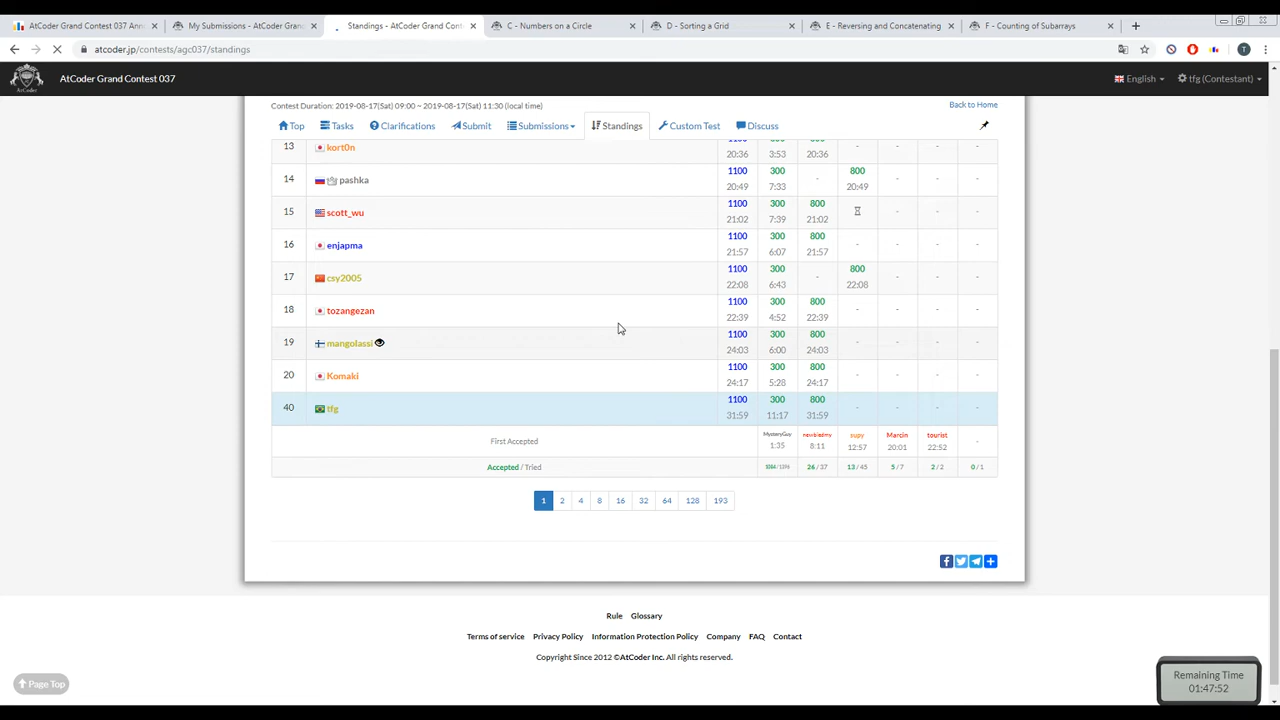 AtCoder Grand Contest 037 Ann
My Submissions - AtCoder Gran
Standings - AtCoder Grand Cont
C - Numbers on a Circle
D - Sorting a Grid
E - Reversing and Concatenating
F - Counting of Subarrays
atcoder.jp/contests/agc037/standings
AtCoder Grand Contest 037
English
tfg (Contestant)
Contest Duration: 2019-08-17(Sat) 09:00 ~ 2019-08-17(Sat) 11:30 (local time)
Back to Home
Top Tasks Clarifications Submit Submissions Standings Custom Test Discuss
13 kort0n - - - -
20:36 3:53 20:36
14 pashka 1100 300 - 800 - - -
20:49 7:33 20:49
15 scott_wu 1100 300 800 - - -
21:02 7:39 21:02
16 enjapma 1100 300 800 - - - -
21:57 6:07 21:57
17 csy2005 1100 300 - 800 - - -
22:08 6:43 22:08
18 tozangezan 1100 300 800 - - - -
22:39 4:52 22:39
19 mangolassi 1100 300 800 - - - -
24:03 6:00 24:03
20 Komaki 1100 300 800 - - - -
24:17 5:28 24:17
40 tfg 1100 300 800 - - - -
31:59 11:17 31:59
First Accepted MysteryGuy supy Marcin tourist -
1:35 8:11 12:57 20:01 22:52
Accepted / Tried 26 / 37 13 / 45 5 / 7 2 / 2 0 / 1
1 2 4 8 16 32 64 128 193
Rule Glossary
Terms of service Privacy Policy Information Protection Policy Company FAQ Contact
Copyright Since 2012 ©AtCoder Inc. All rights reserved.
Page Top
Remaining Time
01:47:52